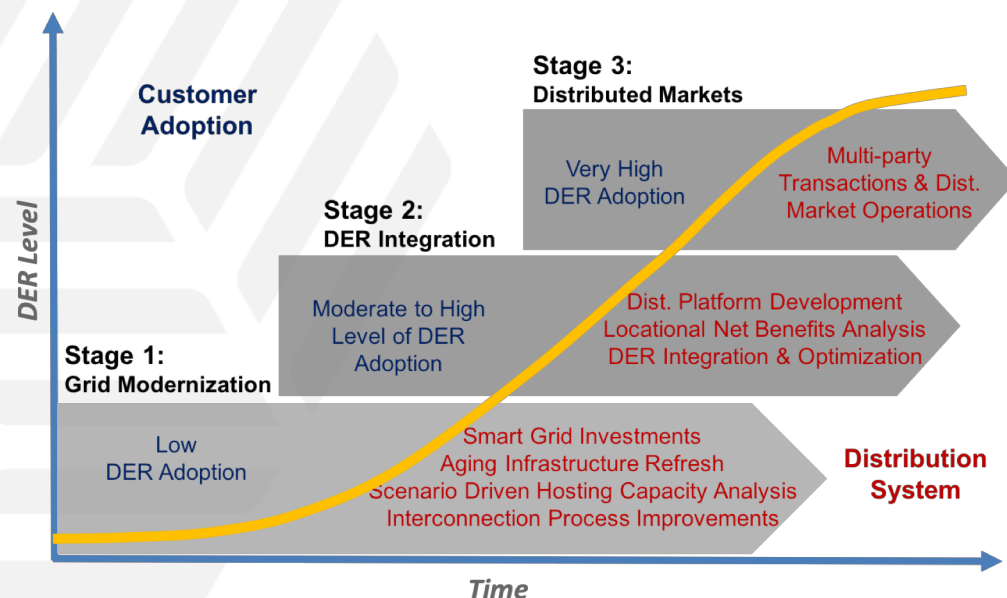 Customer
Adoption
Stage 3:
Distributed Markets
Very High
DER Adoption
Multi-party
Transactions & Dist.
Market Operations
Stage 2:
DER Integration
Moderate to High
Level of DER
Adoption
Dist. Platform Development
Locational Net Benefits Analysis
DER Integration & Optimization
Stage 1:
Grid Modernization
Low
DER Adoption
Smart Grid Investments
Aging Infrastructure Refresh
Scenario Driven Hosting Capacity Analysis
Interconnection Process Improvements
Distribution
System
DER Level
Time